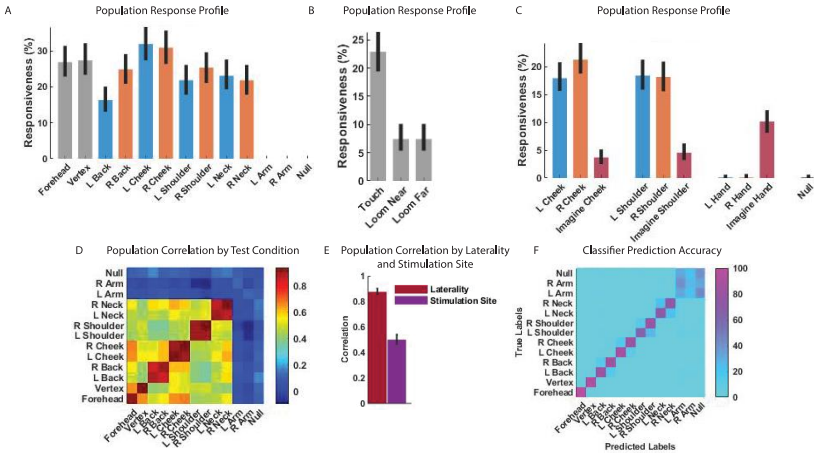 A
Population Response Profile
Responsiveness (%)
30
20
10
0
Forehead
Vertex
L Back
R Back
L Cheek
R Cheek
L Shoulder
R Shoulder
L Neck
R Neck
L Arm
R Arm
Null
B
Population Response Profile
Responsiveness (%)
25
20
15
10
5
0
Touch
Loom Near
Loom Far
C
Population Response Profile
Responsiveness (%)
20
15
10
5
0
L Cheek
R Cheek
Imagine Cheek
L Shoulder
R Shoulder
Imagine Shoulder
L Hand
R Hand
Imagine Hand
Null
D
Population Correlation by Test Condition
Null
R Arm
L Arm
R Neck
L Neck
R Shoulder
L Shoulder
R Cheek
L Cheek
R Back
L Back
Vertex
Forehead
Forehead
Vertex
L Back
R Back
L Cheek
R Cheek
L Shoulder
R Shoulder
L Neck
R Neck
L Arm
R Arm
Null
0.8
0.6
0.4
0.2
0
E
Population Correlation by Laterality
and Stimulation Site
Correlation
1
0.8
0.6
0.4
0.2
0
Laterality
Stimulation Site
F
Classifier Prediction Accuracy
True Labels
Null
R Arm
L Arm
R Neck
L Neck
R Shoulder
L Shoulder
R Cheek
L Cheek
R Back
L Back
Vertex
Forehead
Forehead
Vertex
L Back
R Back
L Cheek
R Cheek
L Shoulder
R Shoulder
L Neck
R Neck
L Arm
R Arm
Null
Predicted Labels
100
80
60
40
20
0